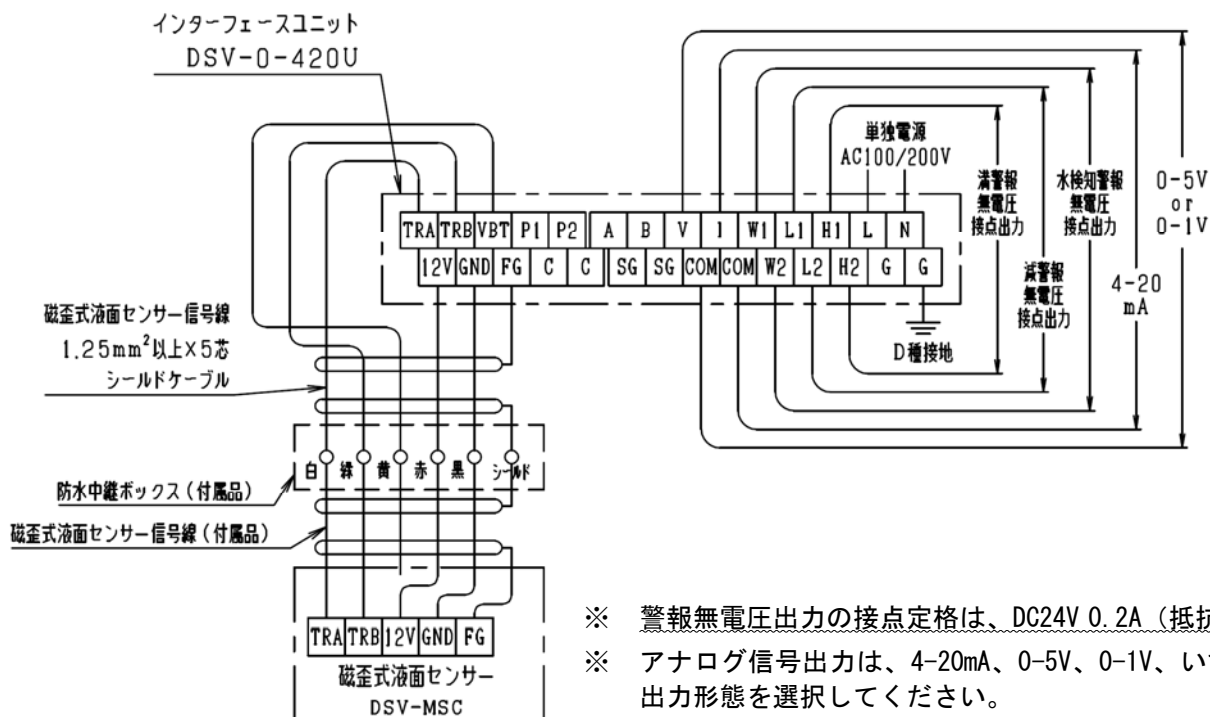 インターフェースユニット
DSV-0-420U
単独電源
AC100/200V
満警報
無電圧
接点出力
水検知警報
無電圧
接点出力
0-5V
or
0-1V
減警報
無電圧
接点出力
4-20
mA
TRA TRB VBT P1 P2 A B V I W1 L1 H1 L N
12V GND FG C C SG SG COM COM W2 L2 H2 G G
D種接地
磁歪式液面センサー信号線
1.25mm²以上×5芯
シールドケーブル
白 緑 黄 赤 黒 シールド
防水中継ボックス(付属品)
磁歪式液面センサー信号線(付属品)
TRA TRB 12V GND FG
磁歪式液面センサー
DSV-MSC
※ 警報無電圧出力の接点定格は、DC24V 0.2A(抵抗
※ アナログ信号出力は、4-20mA、0-5V、0-1V、い
出力形態を選択してください。